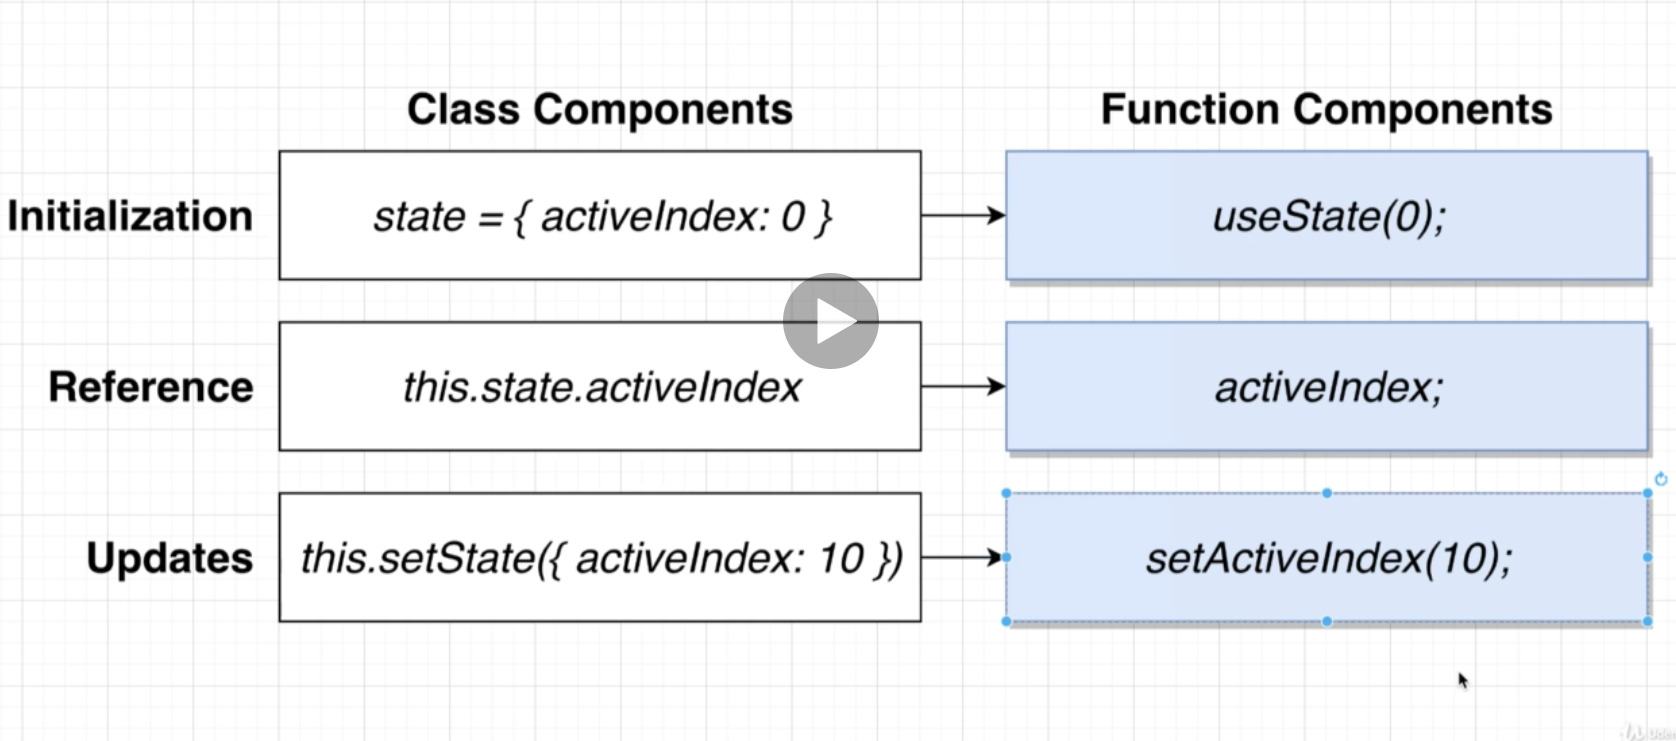 Class Components
Function Components
Initialization
state = { activeIndex: 0 }
useState(0);
Reference
this.state.activeIndex
activeIndex;
Updates
this.setState({ activeIndex: 10 })
setActiveIndex(10);